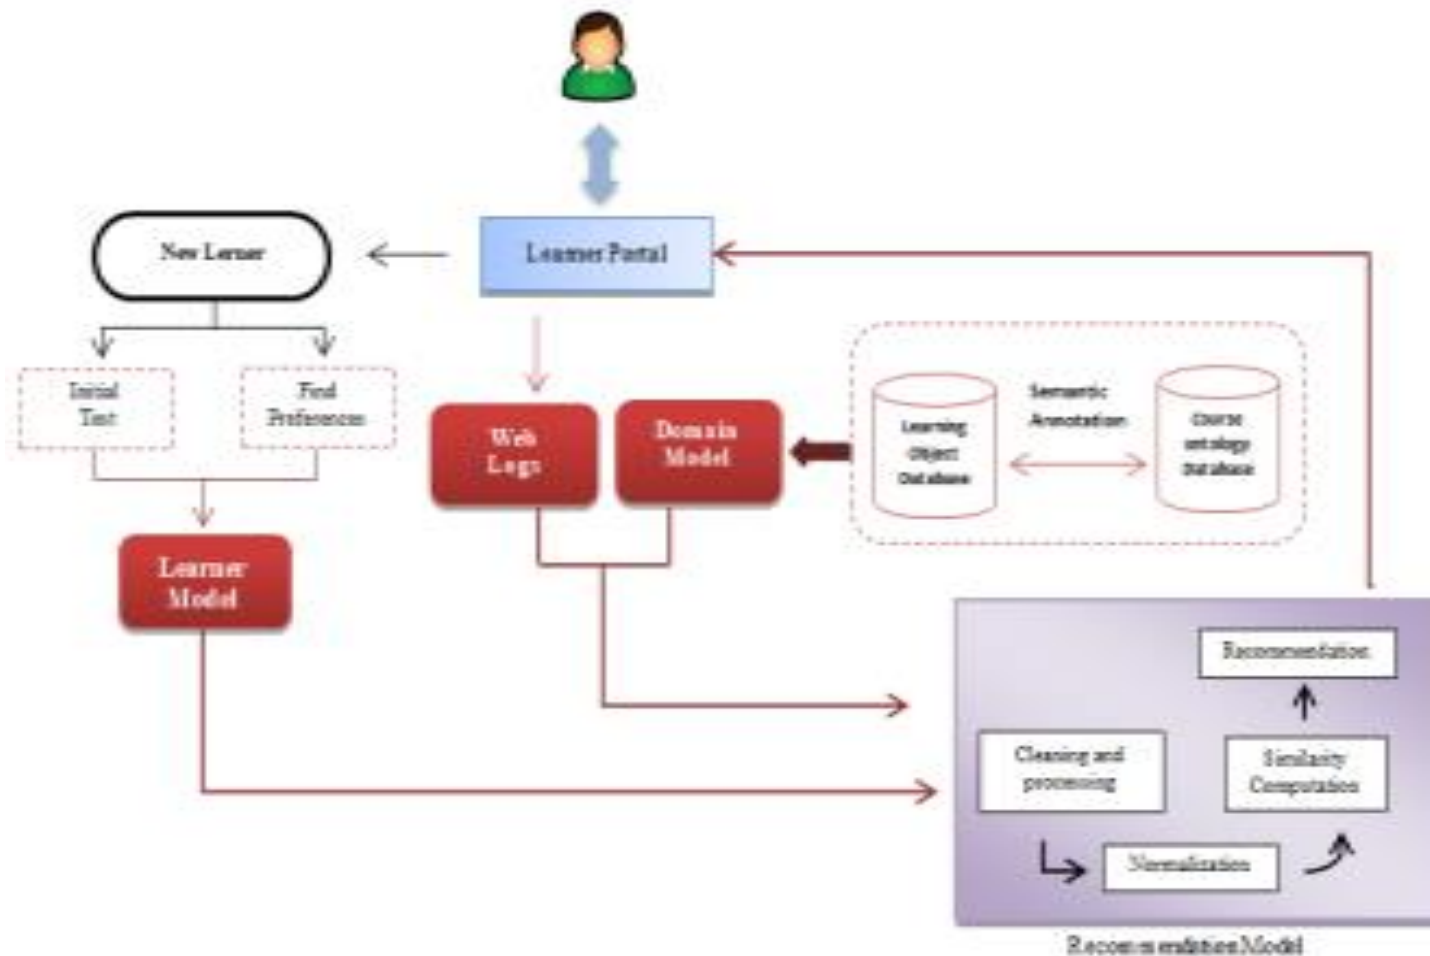 New Lerner
Learner Portal
Initial
Test
Find
Preferences
Web
Logs
Domain
Model
Learning
Object
Database
Semantic
Annotation
Course
ontology
Database
Learner
Model
Recommendation
Cleaning and
processing
Similarity
Computation
Normalization
Recommendation Model